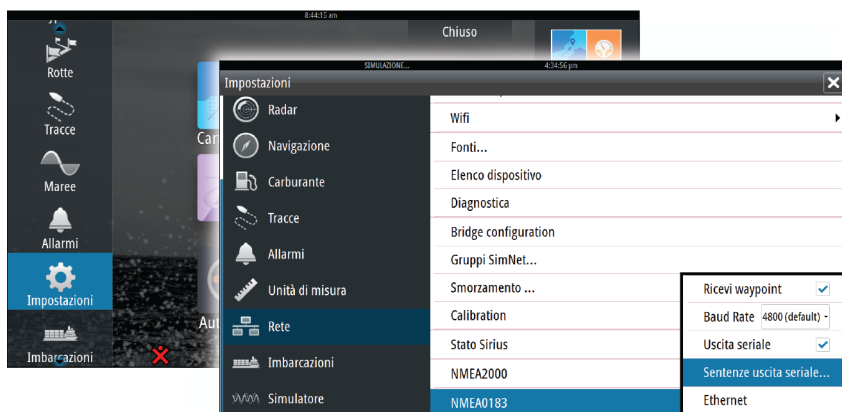 8:44:15 am
Chiuso
Rotte
Tracce
Maree
Allarmi
Impostazioni
Imbarcazioni
Car
Aut
SIMULAZIONE...
4:34:56 pm
Impostazioni
Radar
Navigazione
Carburante
Tracce
Allarmi
Unità di misura
Rete
Imbarcazioni
Simulatore
Wifi
Fonti...
Elenco dispositivo
Diagnostica
Bridge configuration
Gruppi SimNet...
Smorzamento ...
Calibration
Stato Sirius
NMEA2000
NMEA0183
Ricevi waypoint
Baud Rate 4800 (default)
Uscita seriale
Sentenze uscita seriale...
Ethernet